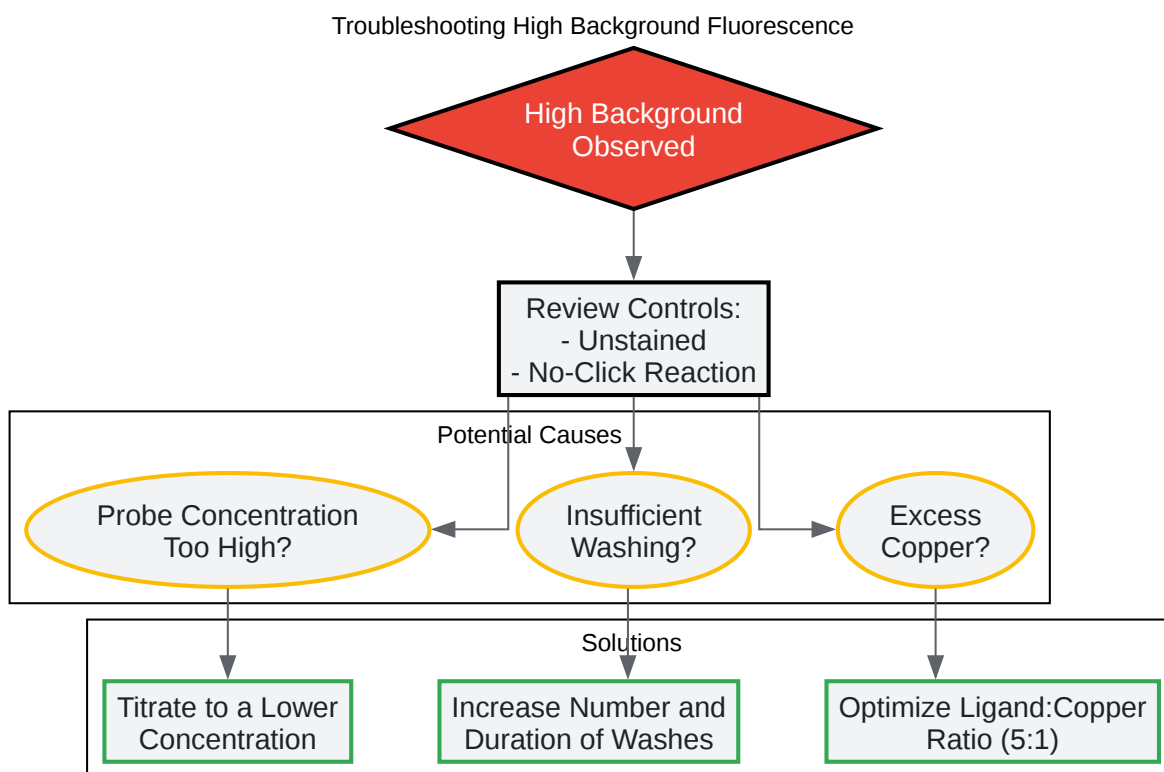 Troubleshooting High Background Fluorescence
High Background
Observed
Review Controls:
- Unstained
- No-Click Reaction
Potential Causes
Probe Concentration
Too High?
Insufficient
Washing?
Excess
Copper?
Solutions
Titrate to a Lower
Concentration
Increase Number and
Duration of Washes
Optimize Ligand:Copper
Ratio (5:1)